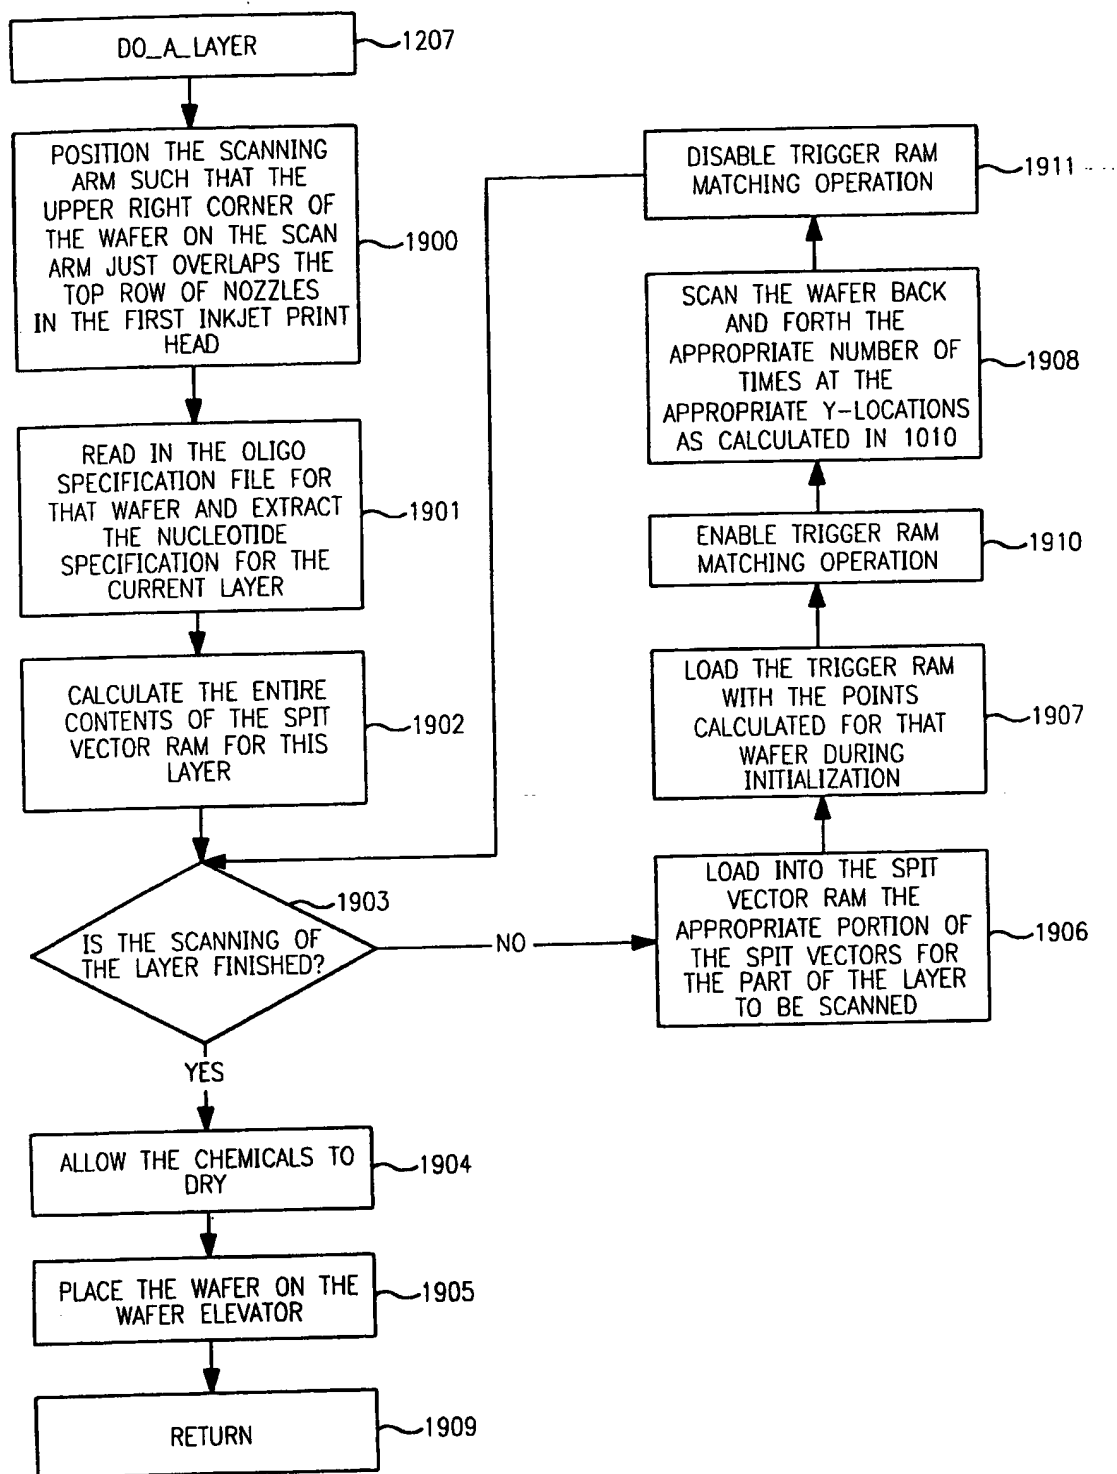 DO_A_LAYER
1207
POSITION THE SCANNING
ARM SUCH THAT THE
UPPER RIGHT CORNER OF
THE WAFER ON THE SCAN
ARM JUST OVERLAPS THE
TOP ROW OF NOZZLES
IN THE FIRST INKJET PRINT
HEAD
1900
READ IN THE OLIGO
SPECIFICATION FILE FOR
THAT WAFER AND EXTRACT
THE NUCLEOTIDE
SPECIFICATION FOR THE
CURRENT LAYER
1901
CALCULATE THE ENTIRE
CONTENTS OF THE SPIT
VECTOR RAM FOR THIS
LAYER
1902
1903
IS THE SCANNING OF
THE LAYER FINISHED?
NO
YES
ALLOW THE CHEMICALS TO
DRY
1904
PLACE THE WAFER ON THE
WAFER ELEVATOR
1905
RETURN
1909
DISABLE TRIGGER RAM
MATCHING OPERATION
1911
SCAN THE WAFER BACK
AND FORTH THE
APPROPRIATE NUMBER OF
TIMES AT THE
APPROPRIATE Y-LOCATIONS
AS CALCULATED IN 1010
1908
ENABLE TRIGGER RAM
MATCHING OPERATION
1910
LOAD THE TRIGGER RAM
WITH THE POINTS
CALCULATED FOR THAT
WAFER DURING
INITIALIZATION
1907
LOAD INTO THE SPIT
VECTOR RAM THE
APPROPRIATE PORTION OF
THE SPIT VECTORS FOR
THE PART OF THE LAYER
TO BE SCANNED
1906